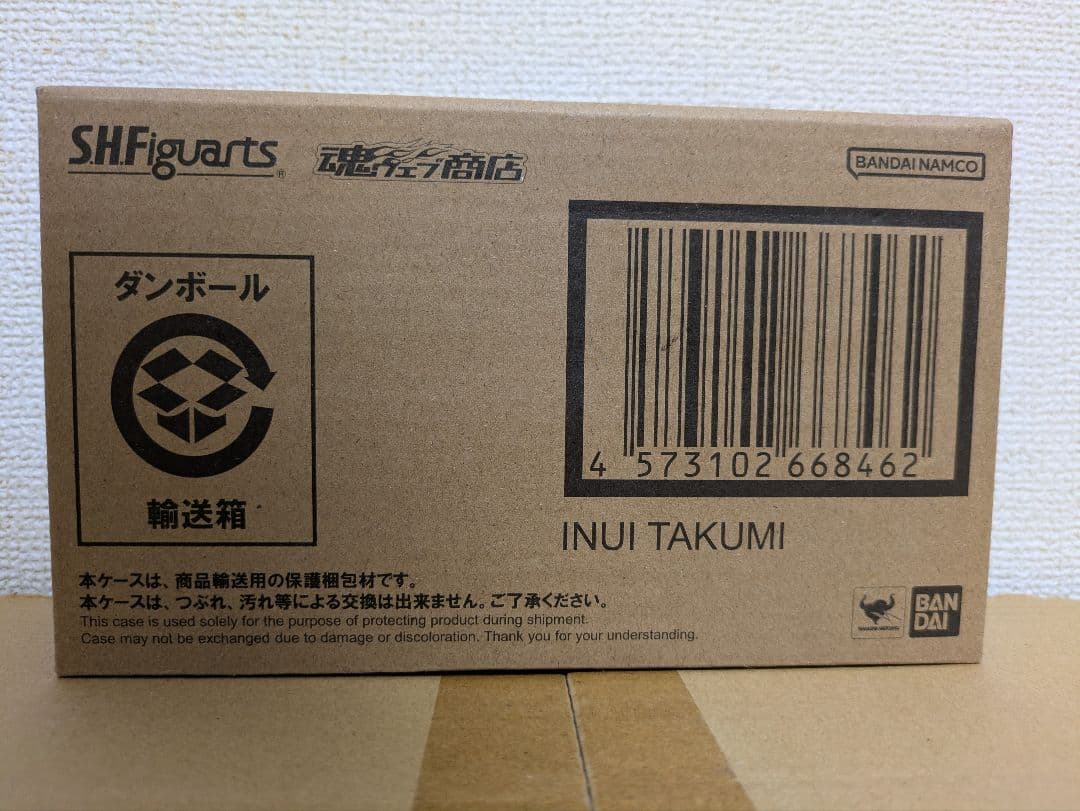 S.H.Figuarts®
魂ウェブ商店
BANDAI NAMCO
ダンボール
輸送箱
4 573102 668462
INUI TAKUMI
本ケースは、商品輸送用の保護梱包材です。
本ケースは、つぶれ、汚れ等による交換は出来ません。ご了承ください。
This case is used solely for the purpose of protecting product during shipment.
Case may not be exchanged due to damage or discoloration. Thank you for your understanding.
BAN
DAI